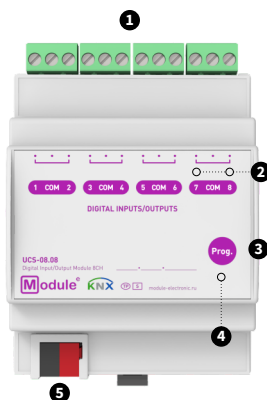 1
2
1 COM 2 3 COM 4 5 COM 6 7 COM 8
DIGITAL INPUTS/OUTPUTS
Prog.
3
UCS-08.08
Digital Input/Output Module 8CH
Module e KNX TP S module-electronic.ru
4
5